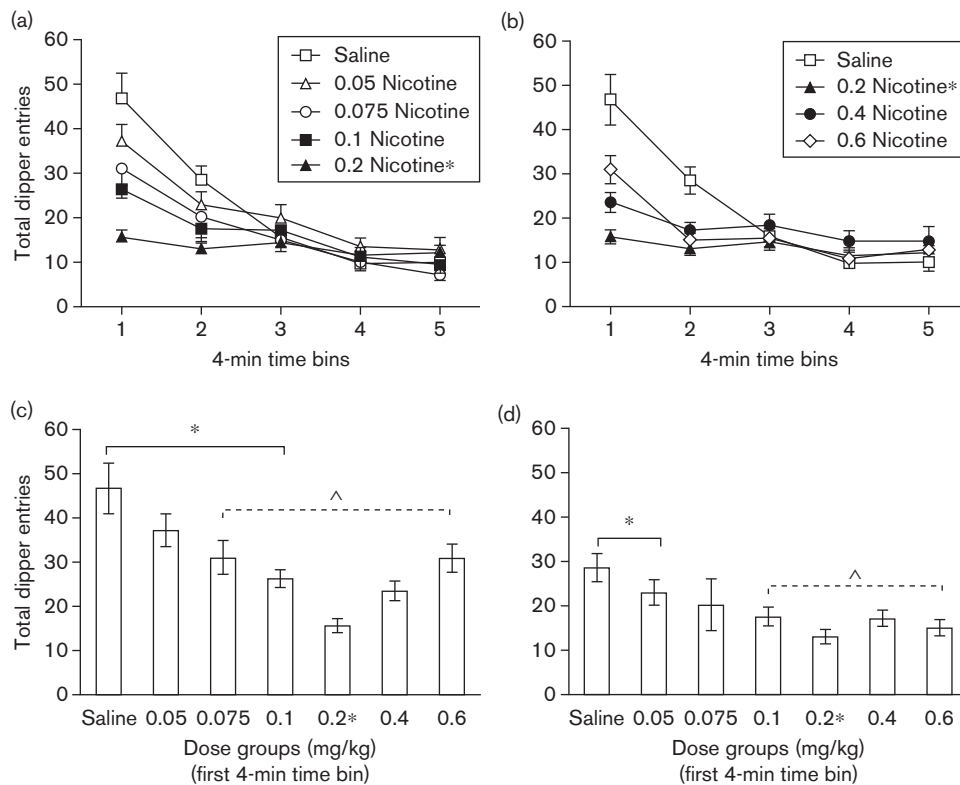 (a)
60
50
40
30
20
10
0
Total dipper entries
Saline
0.05 Nicotine
0.075 Nicotine
0.1 Nicotine
0.2 Nicotine*
1 2 3 4 5
4-min time bins
(b)
60
50
40
30
20
10
0
Saline
0.2 Nicotine*
0.4 Nicotine
0.6 Nicotine
1 2 3 4 5
4-min time bins
(c)
60
50
40
30
20
10
0
Total dipper entries
*
^
Saline 0.05 0.075 0.1 0.2* 0.4 0.6
Dose groups (mg/kg)
(first 4-min time bin)
(d)
60
50
40
30
20
10
0
*
^
Saline 0.05 0.075 0.1 0.2* 0.4 0.6
Dose groups (mg/kg)
(first 4-min time bin)